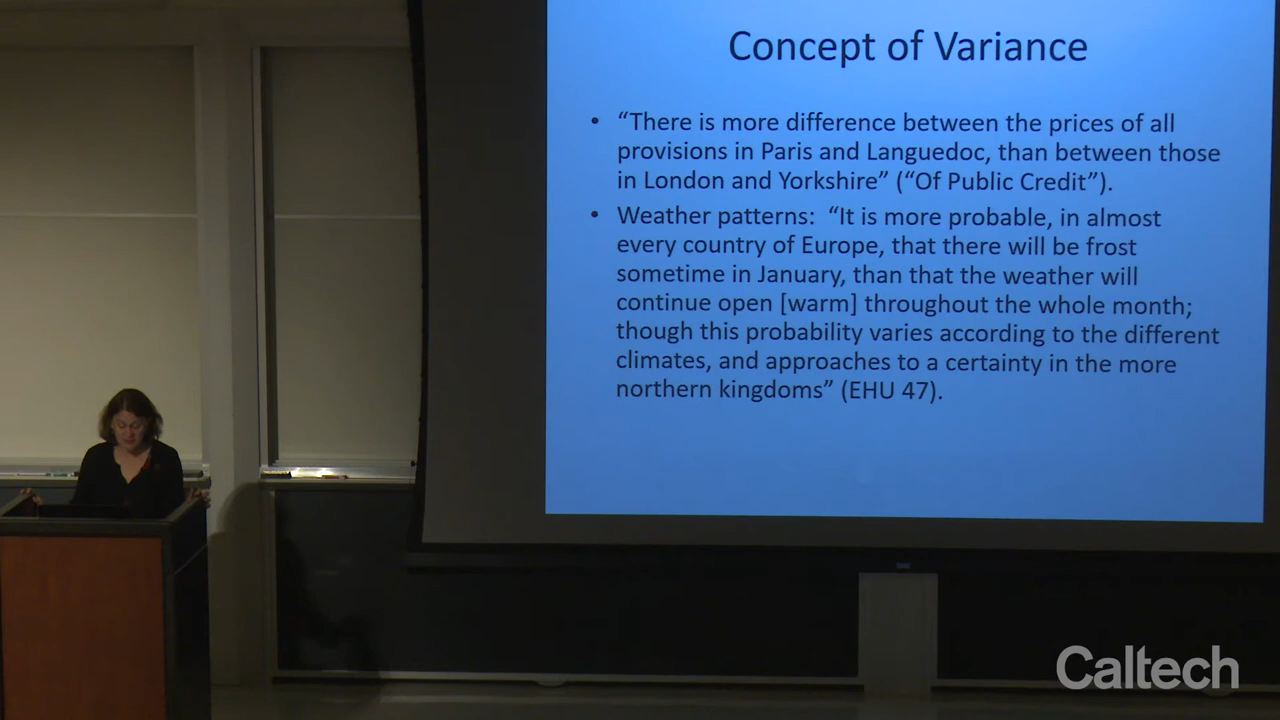 Concept of Variance
• “There is more difference between the prices of all
provisions in Paris and Languedoc, than between those
in London and Yorkshire” (“Of Public Credit”).
• Weather patterns:  “It is more probable, in almost
every country of Europe, that there will be frost
sometime in January, than that the weather will
continue open [warm] throughout the whole month;
though this probability varies according to the different
climates, and approaches to a certainty in the more
northern kingdoms” (EHU 47).
Caltech